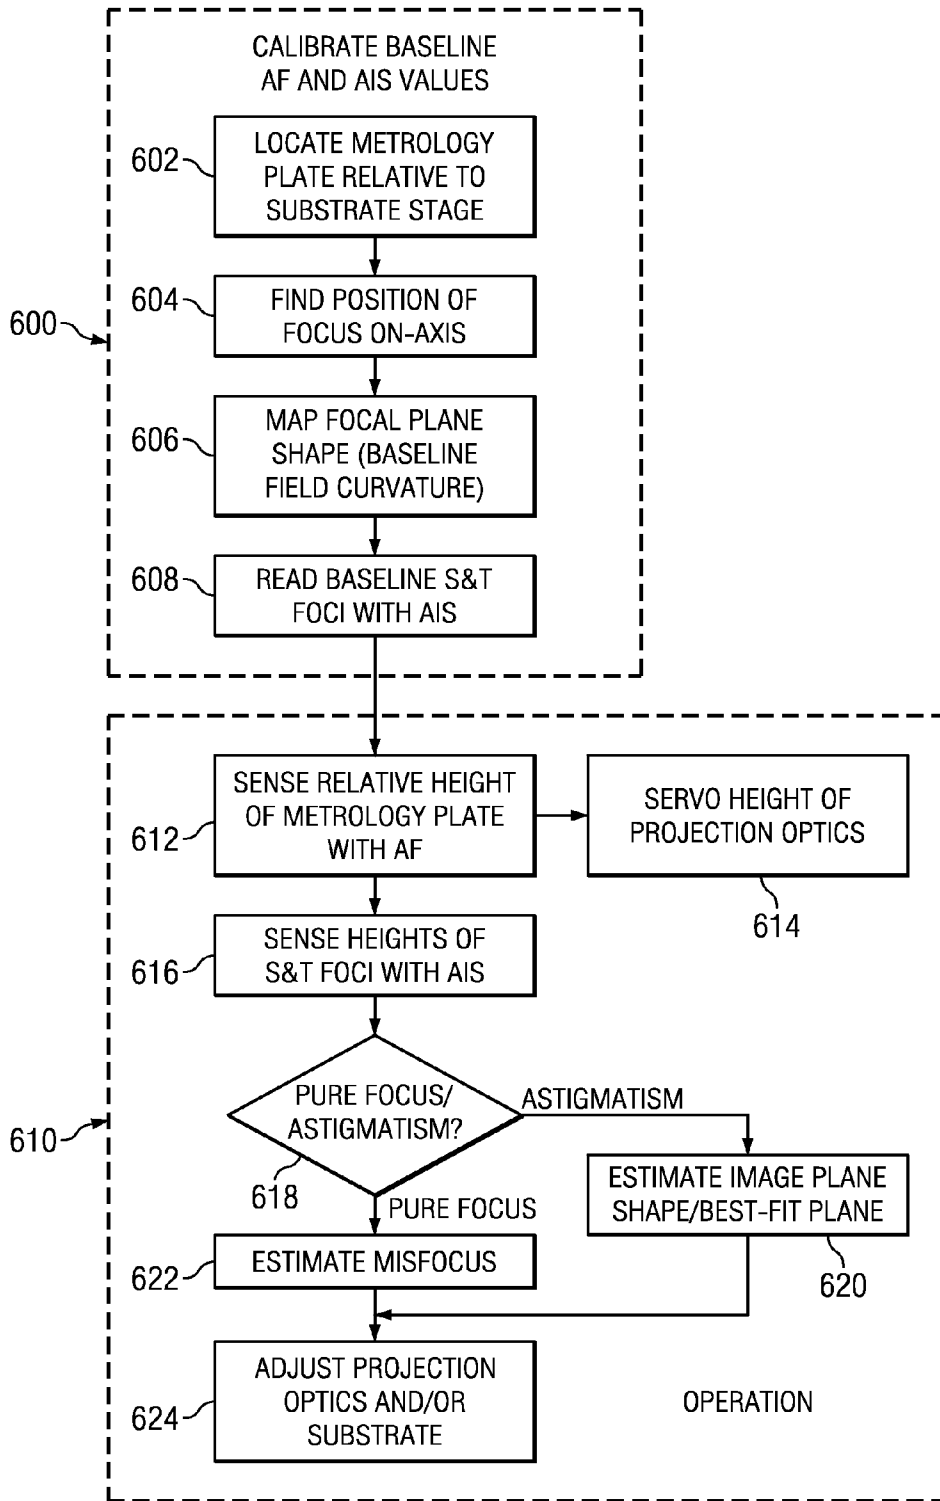 CALIBRATE BASELINE
AF AND AIS VALUES
602
LOCATE METROLOGY
PLATE RELATIVE TO
SUBSTRATE STAGE
604
FIND POSITION OF
FOCUS ON-AXIS
600
606
MAP FOCAL PLANE
SHAPE (BASELINE
FIELD CURVATURE)
608
READ BASELINE S&T
FOCI WITH AIS
612
SENSE RELATIVE HEIGHT
OF METROLOGY PLATE
WITH AF
SERVO HEIGHT OF
PROJECTION OPTICS
614
616
SENSE HEIGHTS OF
S&T FOCI WITH AIS
610
PURE FOCUS/
ASTIGMATISM?
618
ASTIGMATISM
PURE FOCUS
ESTIMATE IMAGE PLANE
SHAPE/BEST-FIT PLANE
620
622
ESTIMATE MISFOCUS
624
ADJUST PROJECTION
OPTICS AND/OR
SUBSTRATE
OPERATION